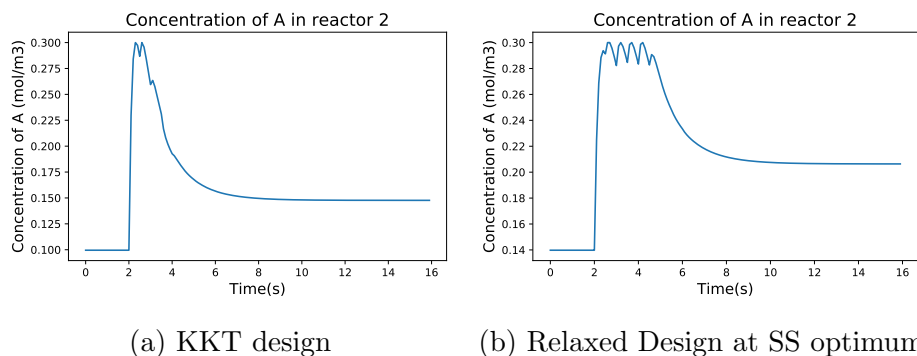 Concentration of A in reactor 2
Concentration of A (mol/m3)
0.300
0.275
0.250
0.225
0.200
0.175
0.150
0.125
0.100
0 2 4 6 8 10 12 14 16
Time(s)
(a) KKT design
Concentration of A in reactor 2
Concentration of A (mol/m3)
0.30
0.28
0.26
0.24
0.22
0.20
0.18
0.16
0.14
0 2 4 6 8 10 12 14 16
Time(s)
(b) Relaxed Design at SS optimum